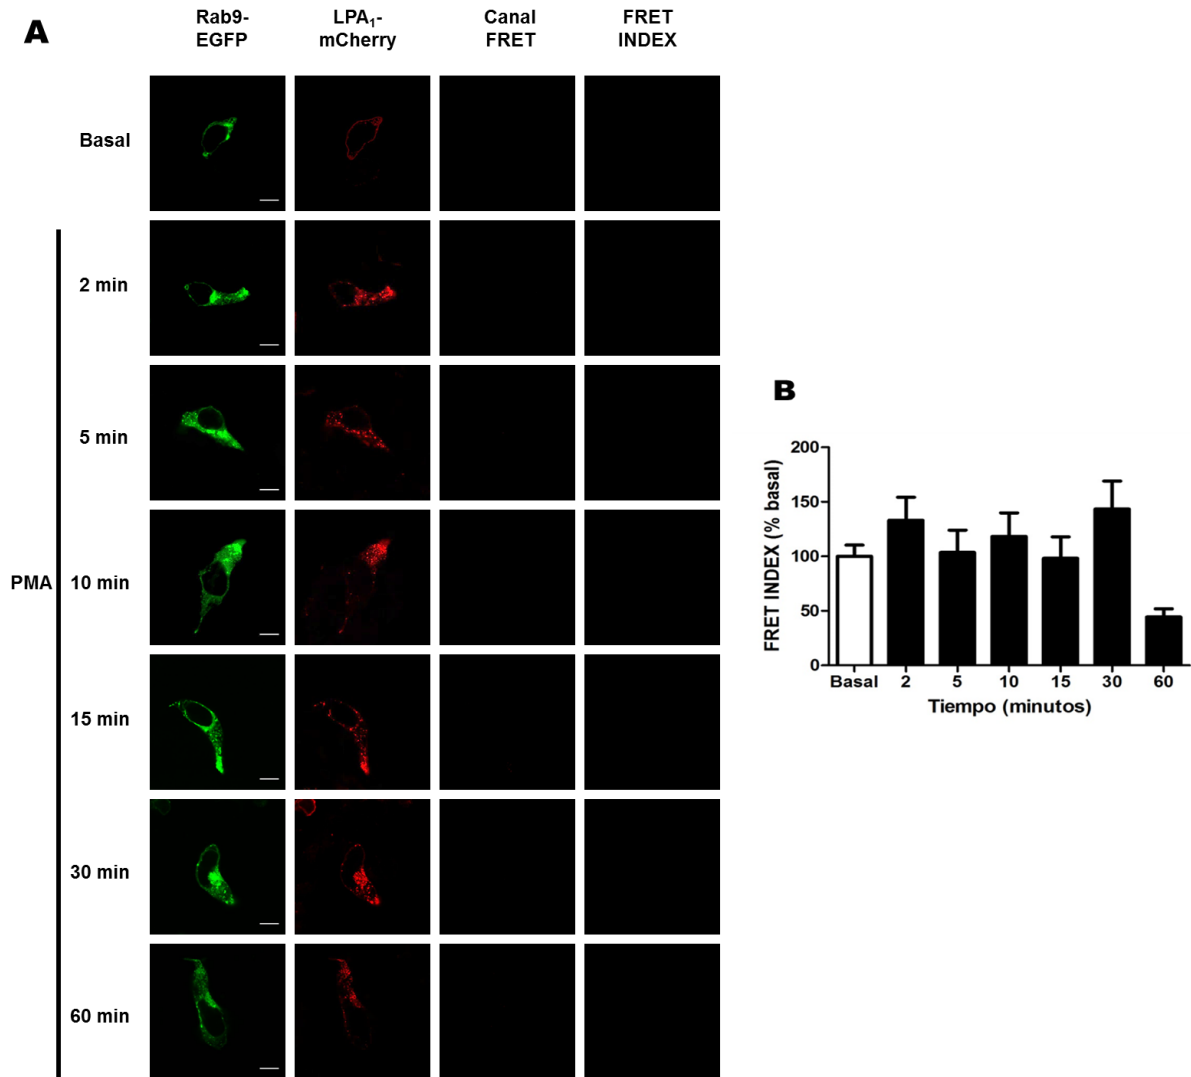 A
Rab9-
EGFP
LPA₁-
mCherry
Canal
FRET
FRET
INDEX
Basal
2 min
5 min
10 min
15 min
30 min
60 min
PMA
B
FRET INDEX (% basal)
200
150
100
50
0
Basal 2 5 10 15 30 60
Tiempo (minutos)